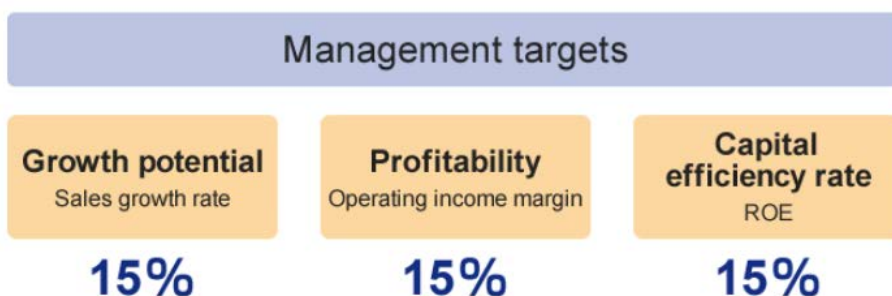 Management targets
Growth potential
Sales growth rate
15%
Profitability
Operating income margin
15%
Capital
efficiency rate
ROE
15%